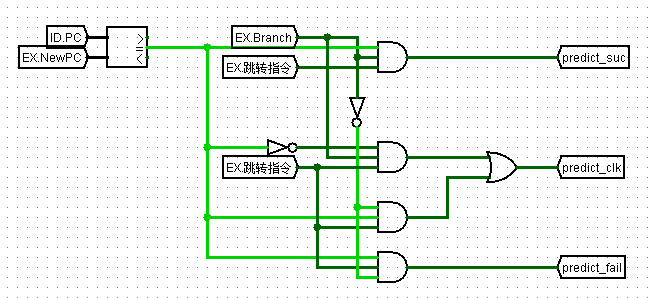 ID.PC
EX.NewPC
>
=
<
EX.Branch
EX.跳转指令
predict_suc
EX.跳转指令
predict_clk
predict_fail